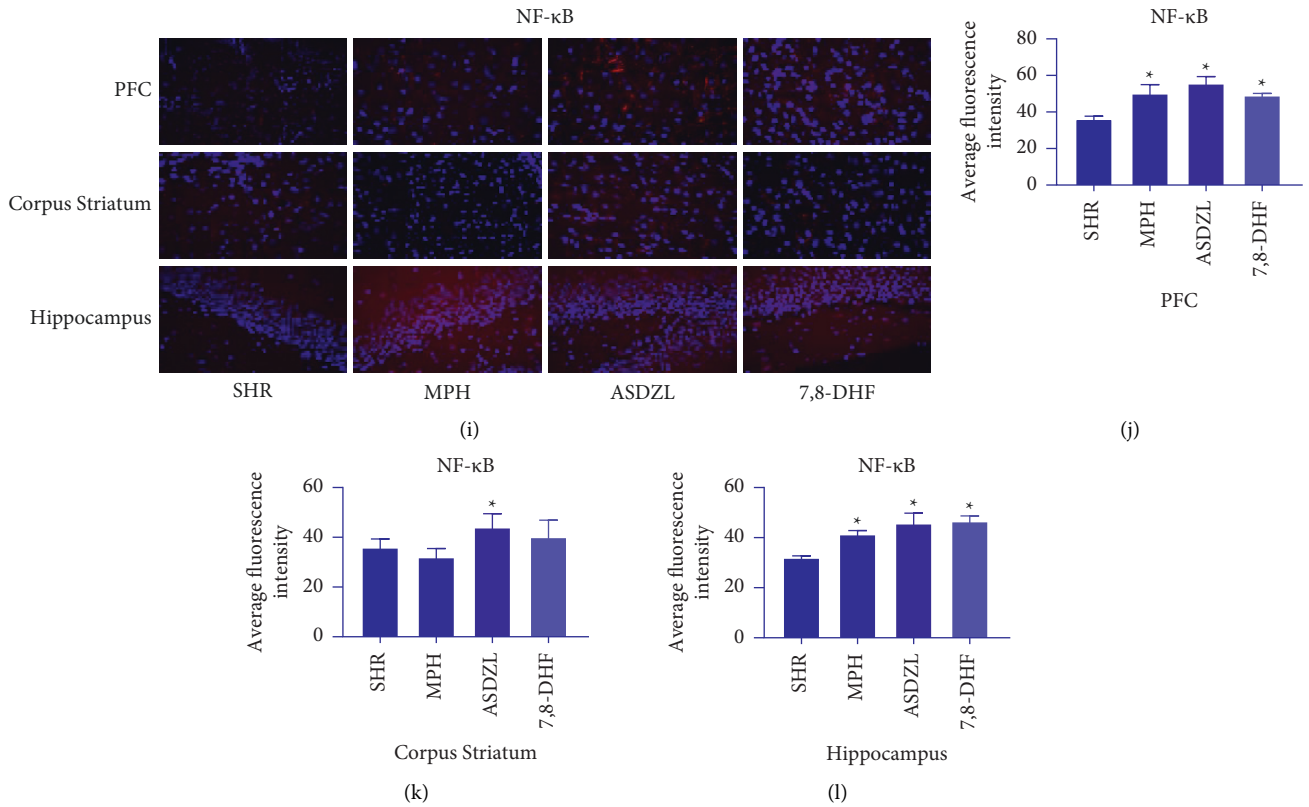 NF-κB
PFC
Corpus Striatum
Hippocampus
SHR MPH ASDZL 7,8-DHF
(i)
NF-κB
Average fluorescence
intensity
80
60
40
20
0
* * *
SHR
MPH
ASDZL
7,8-DHF
PFC
(j)
NF-κB
Average fluorescence
intensity
60
40
20
0
*
SHR
MPH
ASDZL
7,8-DHF
Corpus Striatum
(k)
NF-κB
Average fluorescence
intensity
60
40
20
0
* * *
SHR
MPH
ASDZL
7,8-DHF
Hippocampus
(l)